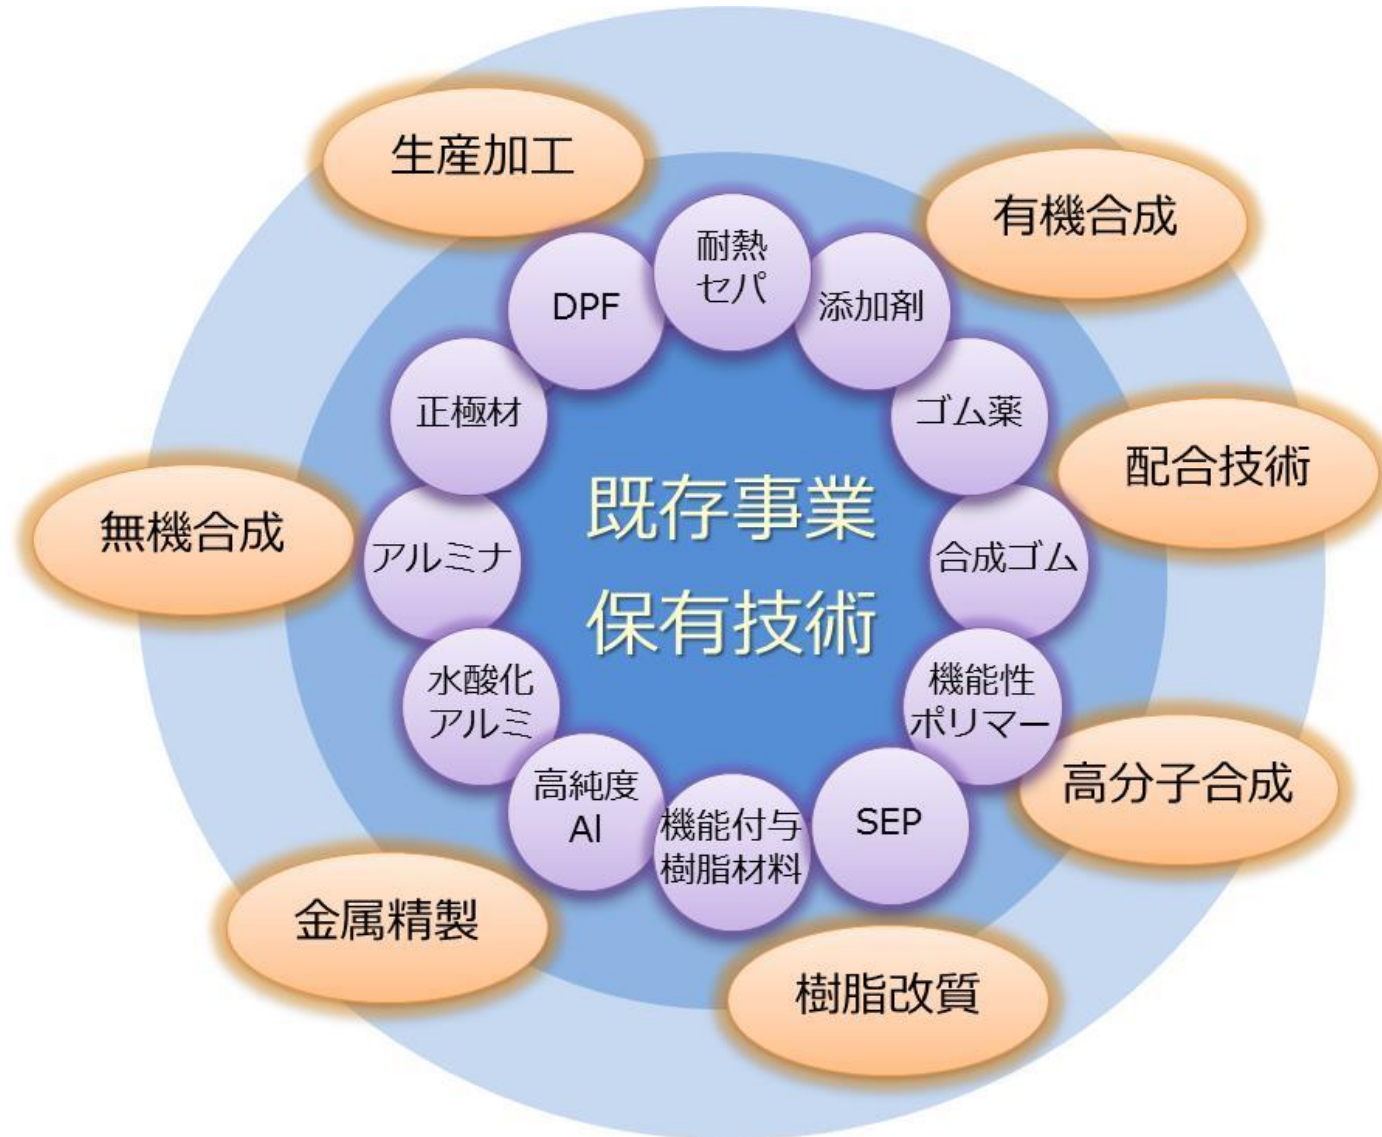 生産加工
有機合成
耐熱
セパ
DPF
添加剤
正極材
ゴム薬
配合技術
既存事業
無機合成
アルミナ
合成ゴム
保有技術
水酸化
アルミ
機能性
ポリマー
高分子合成
高純度
Al
機能付与
樹脂材料
SEP
金属精製
樹脂改質